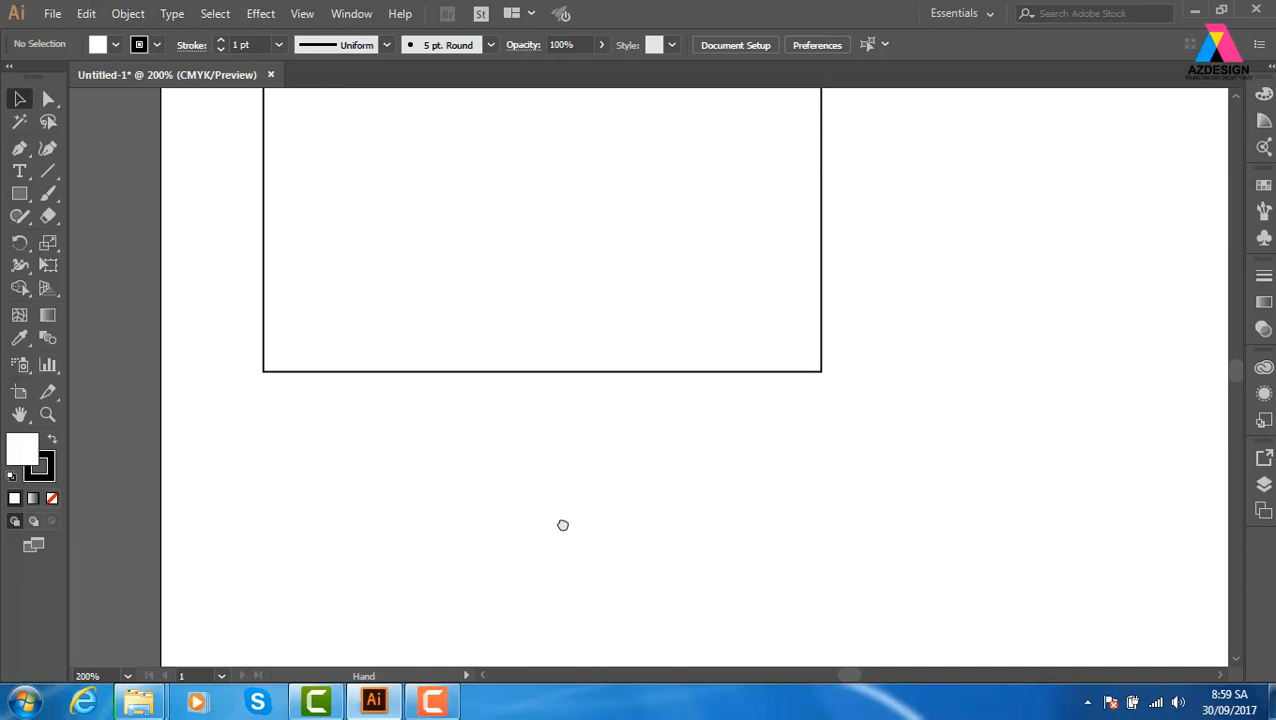 Ai File Edit Object Type Select Effect View Window Help Br St Essentials Search Adobe Stock
No Selection Stroke: 1 pt Uniform 5 pt. Round Opacity: 100% Style: Document Setup Preferences
AZDESIGN
Untitled-1* @ 200% (CMYK/Preview)
200% 1 Hand
Ai
8:59 SA
30/09/2017